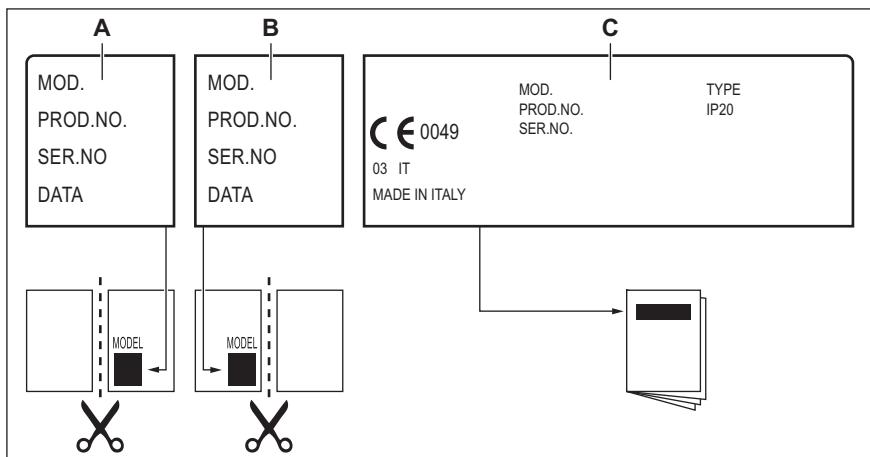 A
B
C
MOD.
PROD.NO.
SER.NO
DATA
MOD.
PROD.NO.
SER.NO
DATA
MOD.
PROD.NO.
SER.NO.
TYPE
IP20
CE 0049
03 IT
MADE IN ITALY
MODEL
MODEL